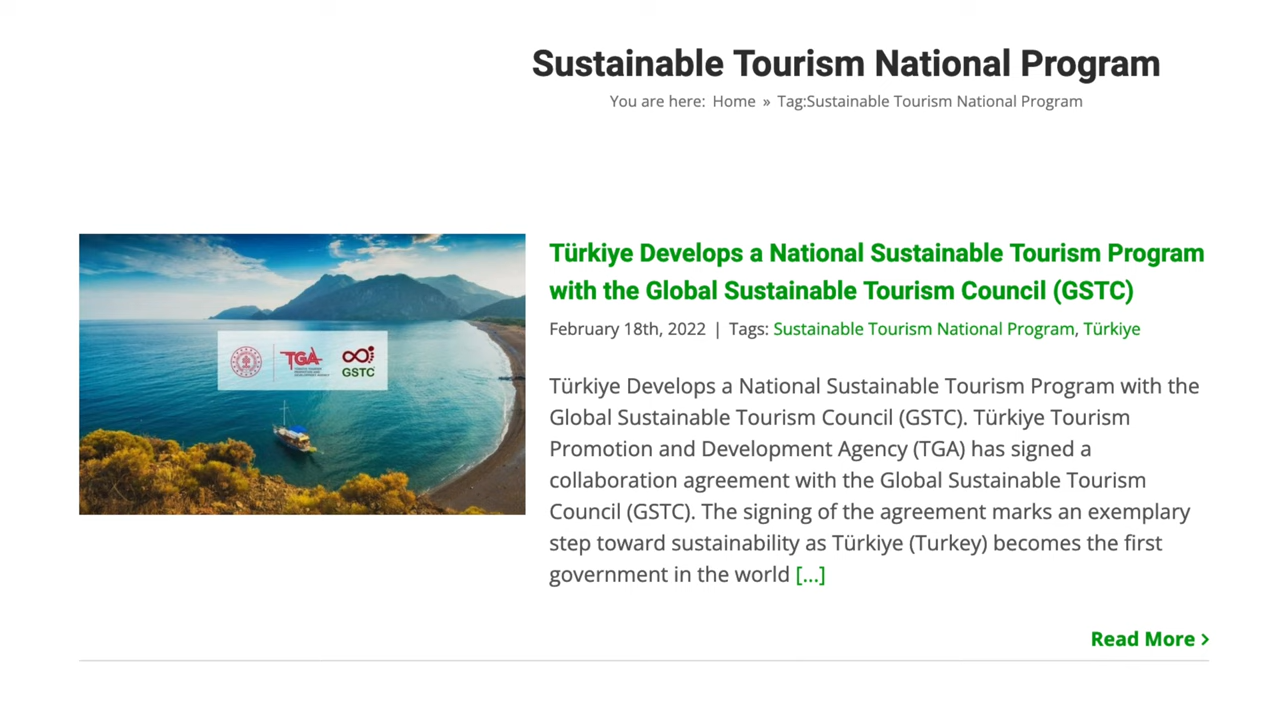 Sustainable Tourism National Program
You are here: Home » Tag:Sustainable Tourism National Program
TGA
GSTC
Türkiye Develops a National Sustainable Tourism Program
with the Global Sustainable Tourism Council (GSTC)
February 18th, 2022 | Tags: Sustainable Tourism National Program, Türkiye
Türkiye Develops a National Sustainable Tourism Program with the
Global Sustainable Tourism Council (GSTC). Türkiye Tourism
Promotion and Development Agency (TGA) has signed a
collaboration agreement with the Global Sustainable Tourism
Council (GSTC). The signing of the agreement marks an exemplary
step toward sustainability as Türkiye (Turkey) becomes the first
government in the world [...]
Read More >